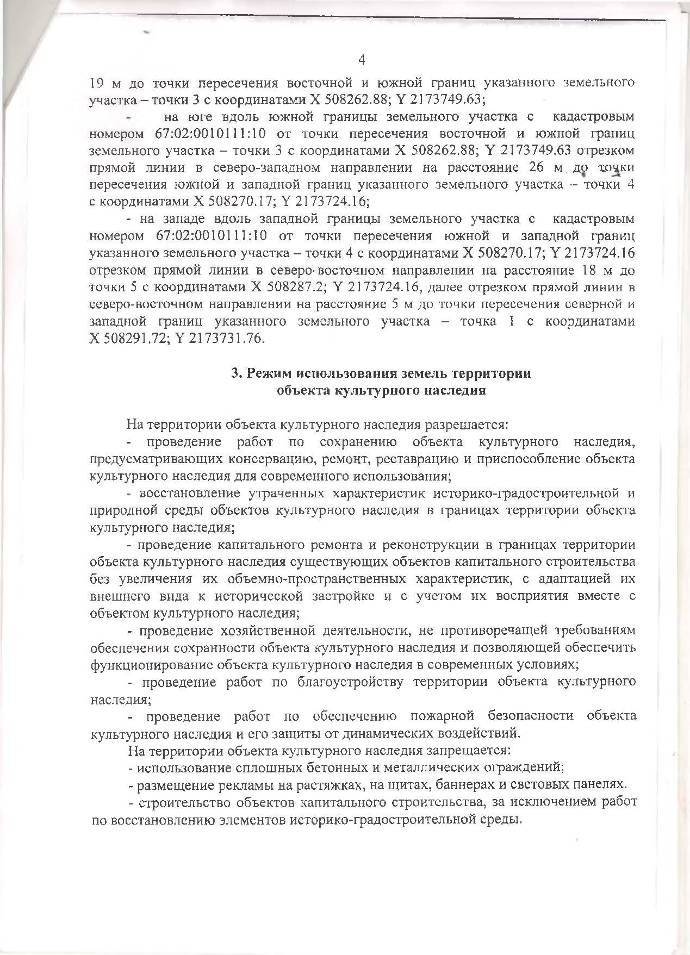 4
19 м до точки пересечения восточной и южной границ указанного земельного
участка – точки 3 с координатами X 508262.88; Y 2173749.63;
- на юге вдоль южной границы земельного участка с кадастровым
номером 67:02:0010111:10 от точки пересечения восточной и южной границ
земельного участка – точки 3 с координатами X 508262.88; Y 2173749.63 отрезком
прямой линии в северо-западном направлении на расстояние 26 м до точки
пересечения южной и западной границ указанного земельного участка – точки 4
с координатами X 508270.17; Y 2173724.16;
- на западе вдоль западной границы земельного участка с кадастровым
номером 67:02:0010111:10 от точки пересечения южной и западной границ
указанного земельного участка – точки 4 с координатами X 508270.17; Y 2173724.16
отрезком прямой линии в северо-восточном направлении на расстояние 18 м до
точки 5 с координатами X 508287.2; Y 2173724.16, далее отрезком прямой линии в
северо-восточном направлении на расстояние 5 м до точки пересечения северной и
западной границ указанного земельного участка – точка 1 с координатами
X 508291.72; Y 2173731.76.
3. Режим использования земель территории
объекта культурного наследия
На территории объекта культурного наследия разрешается:
- проведение работ по сохранению объекта культурного наследия,
предусматривающих консервацию, ремонт, реставрацию и приспособление объекта
культурного наследия для современного использования;
- восстановление утраченных характеристик историко-градостроительной и
природной среды объектов культурного наследия в границах территории объекта
культурного наследия;
- проведение капитального ремонта и реконструкции в границах территории
объекта культурного наследия существующих объектов капитального строительства
без увеличения их объемно-пространственных характеристик, с адаптацией их
внешнего вида к исторической застройке и с учетом их восприятия вместе с
объектом культурного наследия;
- проведение хозяйственной деятельности, не противоречащей требованиям
обеспечения сохранности объекта культурного наследия и позволяющей обеспечить
функционирование объекта культурного наследия в современных условиях;
- проведение работ по благоустройству территории объекта культурного
наследия;
- проведение работ по обеспечению пожарной безопасности объекта
культурного наследия и его защиты от динамических воздействий.
На территории объекта культурного наследия запрещается:
- использование сплошных бетонных и металлических ограждений;
- размещение рекламы на растяжках, на щитах, баннерах и световых панелях.
- строительство объектов капитального строительства, за исключением работ
по восстановлению элементов историко-градостроительной среды.